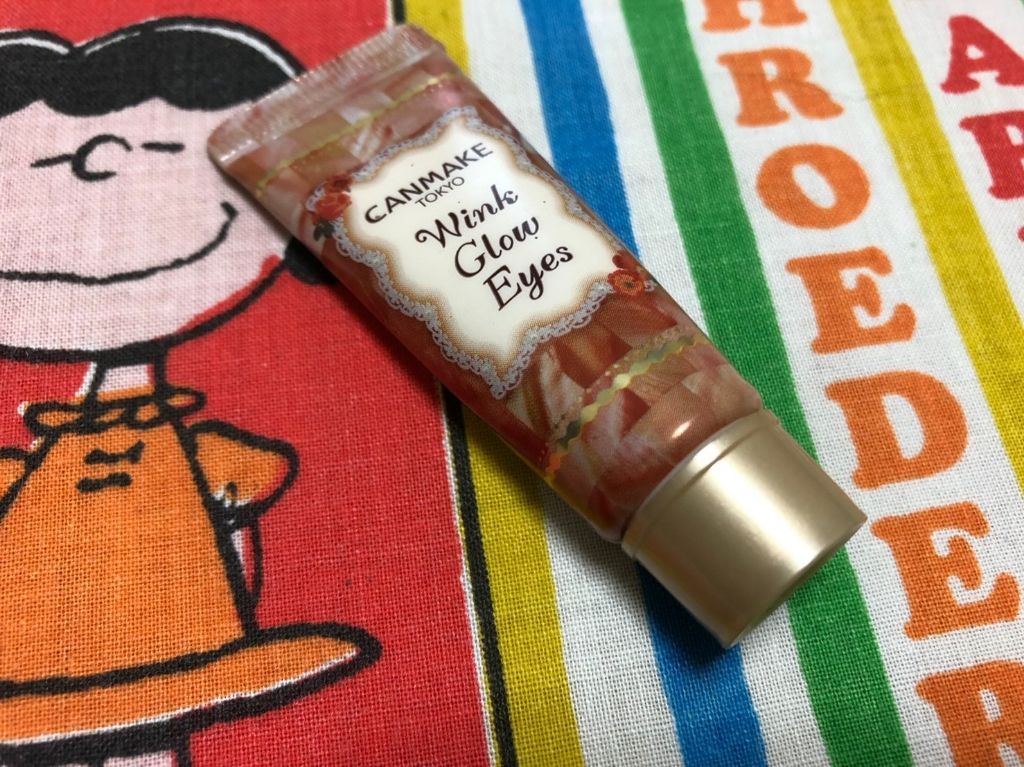 CANMAKE
TOKYO
Wink
Glow
Eyes
HROEDER